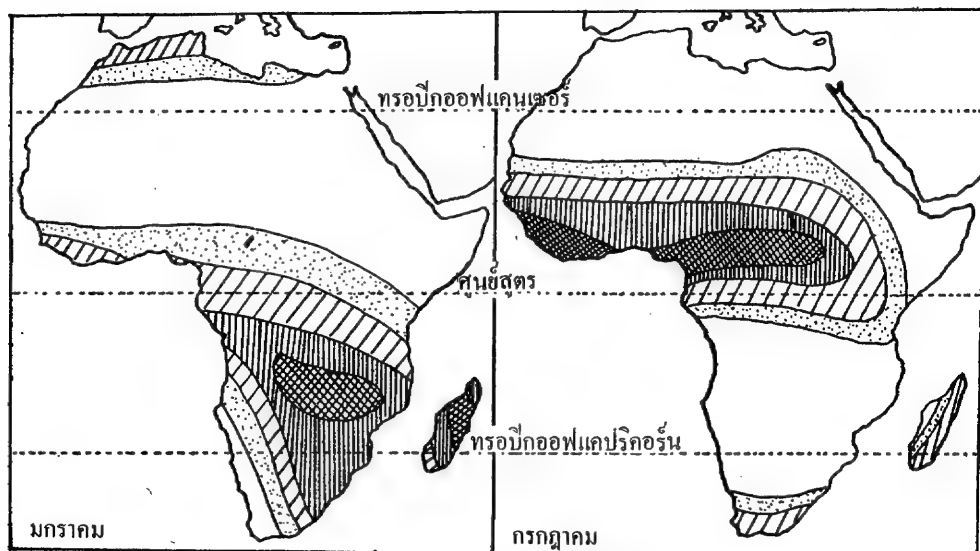 ทรอปีกออฟแคนเซอร์
ศูนย์สูตร
ทรอปีกออฟแคปริคอร์น
มกราคม
กรกฎาคม